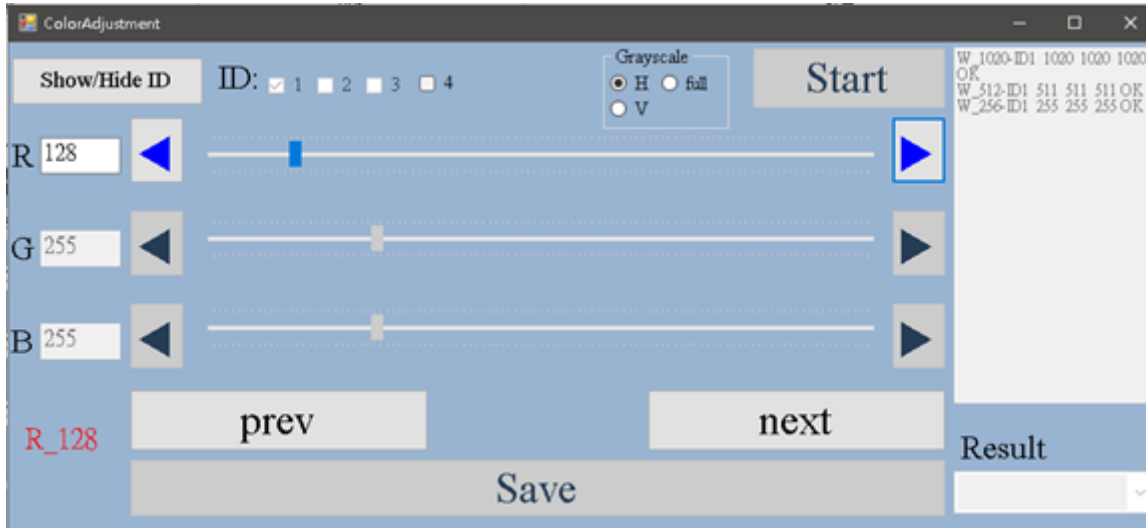 ColorAdjustment
Show/Hide ID
ID: 1 2 3 4
Grayscale
H full
V
Start
W_1020-ID1 1020 1020 1020
OK
W_512-ID1 511 511 511 OK
W_256-ID1 255 255 255 OK
R 128
G 255
B 255
R_128
prev
next
Save
Result